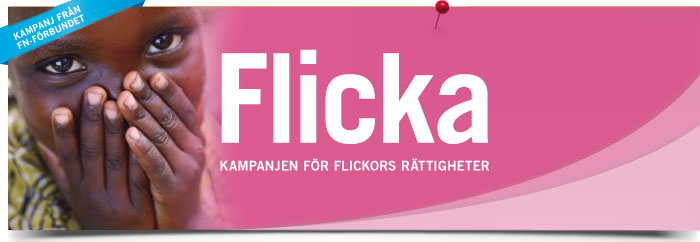 KAMPANJ FRÅN
FN-FÖRBUNDET
Flicka
KAMPANJEN FÖR FLICKORS RÄTTIGHETER